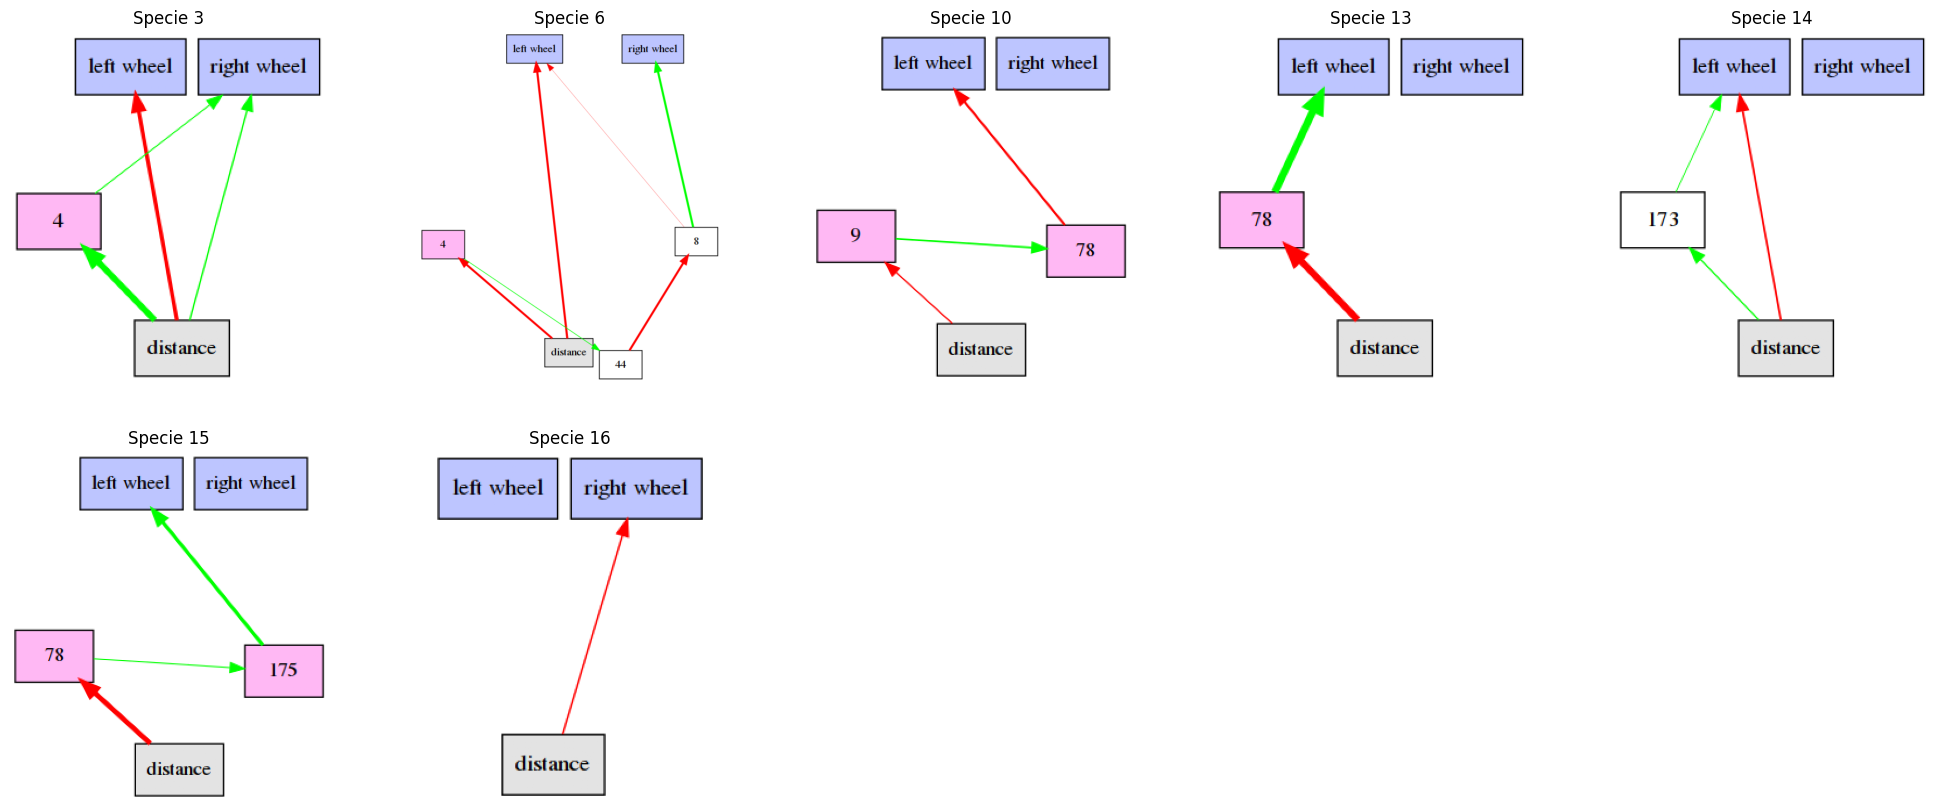 Specie 3
left wheel
right wheel
4
distance
Specie 6
left wheel
right wheel
4
8
distance
44
Specie 10
left wheel
right wheel
9
78
distance
Specie 13
left wheel
right wheel
78
distance
Specie 14
left wheel
right wheel
173
distance
Specie 15
left wheel
right wheel
78
175
distance
Specie 16
left wheel
right wheel
distance